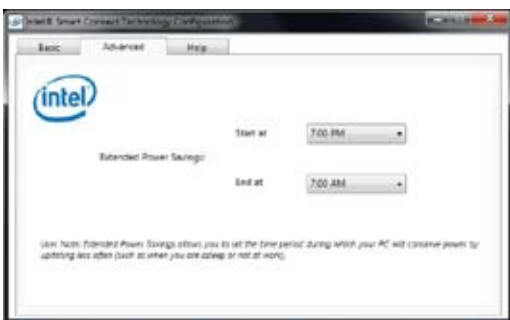 Intel® Smart Connect Technology Configuration
Basic Advanced Help
intel
Start at 7:00 PM
Extended Power Savings:
End at 7:00 AM
User Note: Extended Power Savings allows you to set the time period during which your PC will conserve power by
updating less often (such as when you are asleep or not at work).